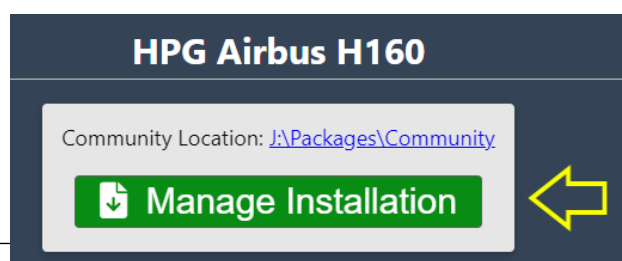 HPG Airbus H160
Community Location: J:\Packages\Community
Manage Installation